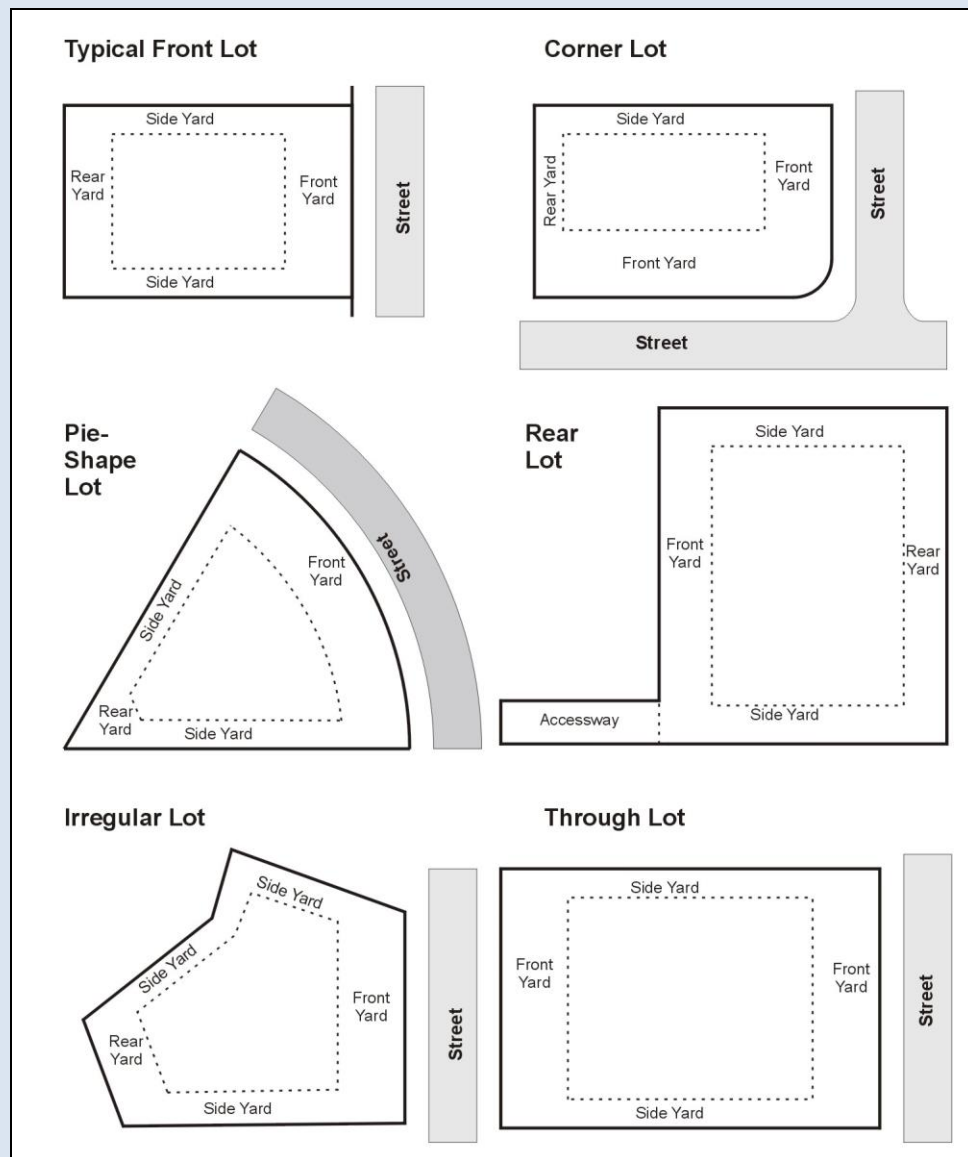 Typical Front Lot
Side Yard
Rear
Yard
Front
Yard
Side Yard
Street
Corner Lot
Side Yard
Rear Yard
Front
Yard
Front Yard
Street
Street
Pie-
Shape
Lot
Side Yard
Front
Yard
Rear
Yard
Side Yard
Street
Rear
Lot
Side Yard
Front
Yard
Rear
Yard
Side Yard
Accessway
Irregular Lot
Side Yard
Side Yard
Front
Yard
Rear
Yard
Side Yard
Street
Through Lot
Side Yard
Front
Yard
Front
Yard
Side Yard
Street